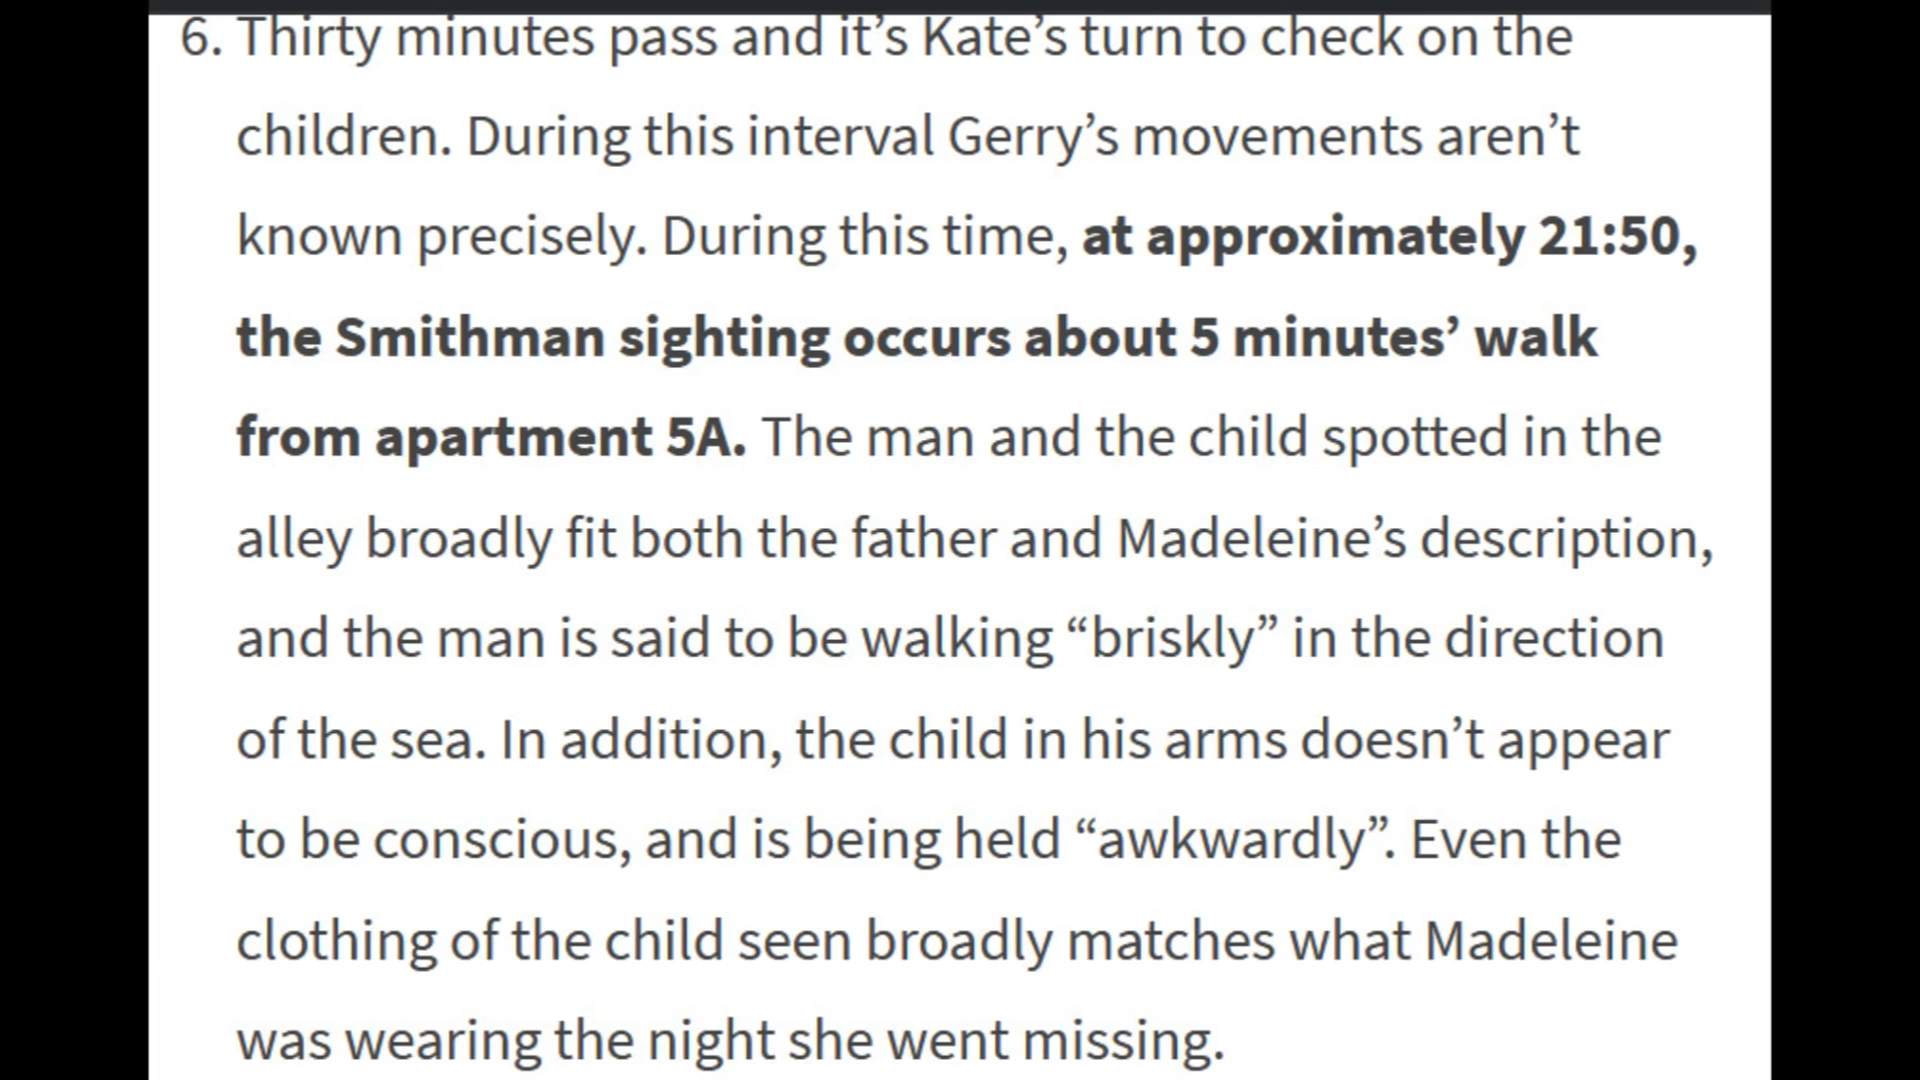 6. Thirty minutes pass and it’s Kate’s turn to check on the
children. During this interval Gerry’s movements aren’t
known precisely. During this time, at approximately 21:50,
the Smithman sighting occurs about 5 minutes’ walk
from apartment 5A. The man and the child spotted in the
alley broadly fit both the father and Madeleine’s description,
and the man is said to be walking “briskly” in the direction
of the sea. In addition, the child in his arms doesn’t appear
to be conscious, and is being held “awkwardly”. Even the
clothing of the child seen broadly matches what Madeleine
was wearing the night she went missing.